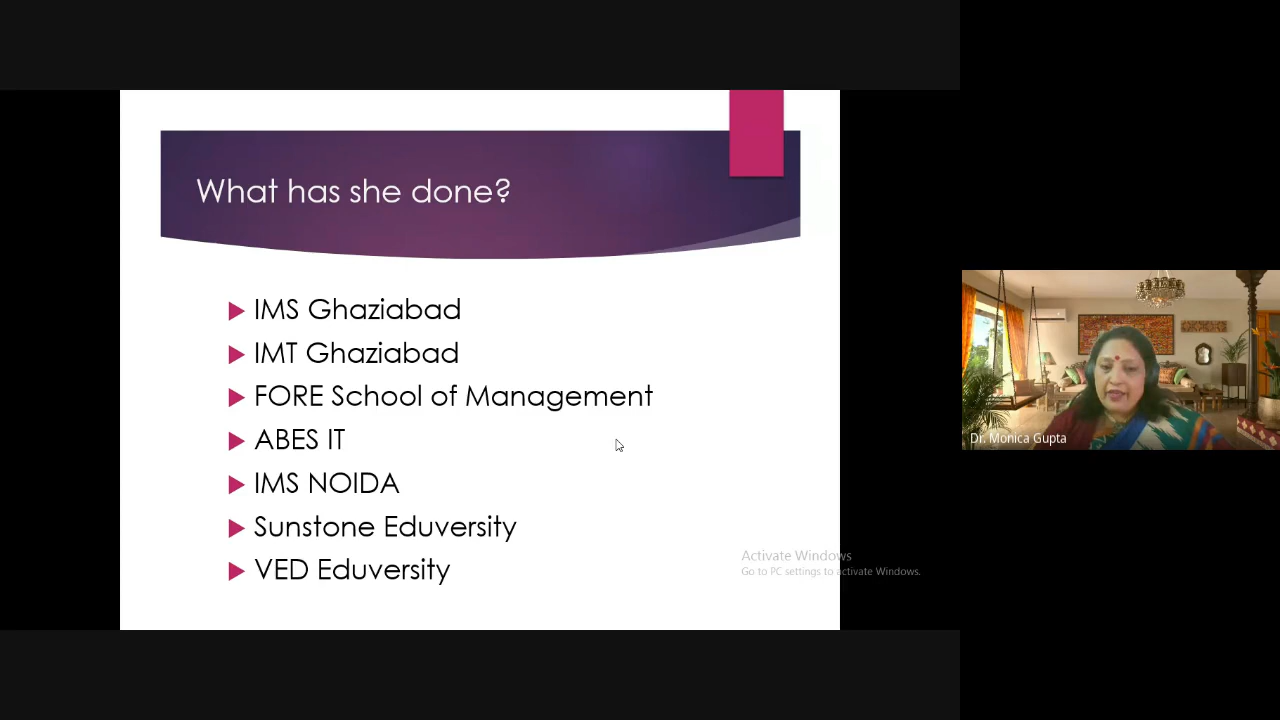 What has she done?
IMS Ghaziabad
IMT Ghaziabad
FORE School of Management
ABES IT
IMS NOIDA
Sunstone Eduversity
VED Eduversity
Activate Windows
Go to PC settings to activate Windows.
Dr. Monica Gupta